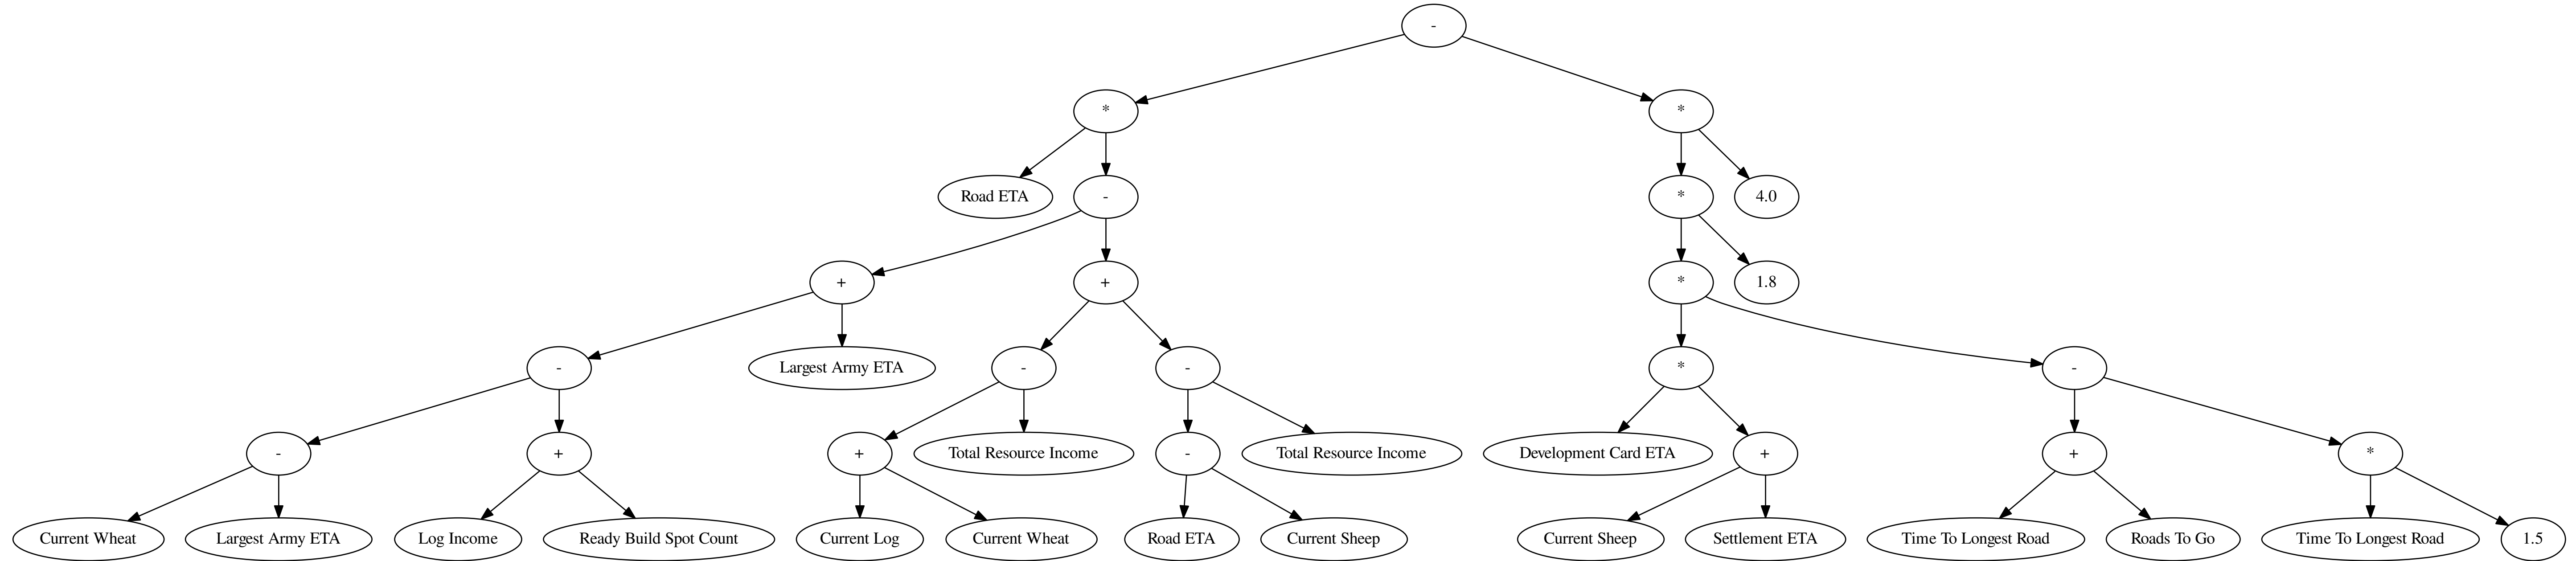 -
*
*
Road ETA
-
*
4.0
+
+
*
1.8
-
Largest Army ETA
-
-
*
-
-
+
+
Total Resource Income
-
Total Resource Income
Development Card ETA
+
+
*
Current Wheat
Largest Army ETA
Log Income
Ready Build Spot Count
Current Log
Current Wheat
Road ETA
Current Sheep
Current Sheep
Settlement ETA
Time To Longest Road
Roads To Go
Time To Longest Road
1.5